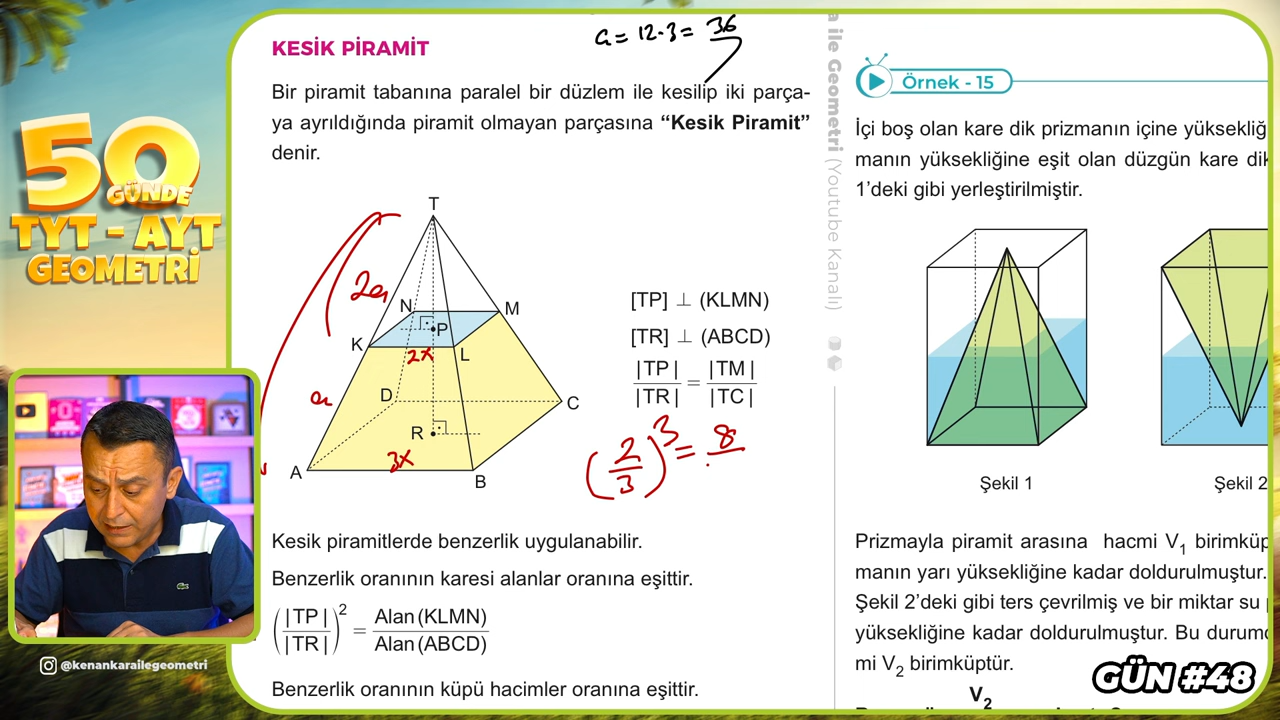 50
GÜNDE
TYT - AYT
GEOMETRİ
@kenankarailegeometri
a = 12·3 = 36
KESİK PİRAMİT
Bir piramit tabanına paralel bir düzlem ile kesilip iki parça-
ya ayrıldığında piramit olmayan parçasına “Kesik Piramit”
denir.
T
2a
N
M
P
K
2x
L
a
D
C
R
3x
A
B
[TP] ⊥ (KLMN)
[TR] ⊥ (ABCD)
|TP| / |TR| = |TM| / |TC|
(2/3)³ = 8
Kesik piramitlerde benzerlik uygulanabilir.
Benzerlik oranının karesi alanlar oranına eşittir.
(|TP| / |TR|)² = Alan (KLMN) / Alan (ABCD)
Benzerlik oranının küpü hacimler oranına eşittir.
a ile Geometri (Youtube Kanalı)
Örnek - 15
İçi boş olan kare dik prizmanın içine yüksekliğ
manın yüksekliğine eşit olan düzgün kare dik
1’deki gibi yerleştirilmiştir.
Şekil 1
Şekil 2
Prizmayla piramit arasına hacmi V₁ birimküp
manın yarı yüksekliğine kadar doldurulmuştur.
Şekil 2’deki gibi ters çevrilmiş ve bir miktar su
yüksekliğine kadar doldurulmuştur. Bu durumd
mi V₂ birimküptür.
V₂
GÜN #48